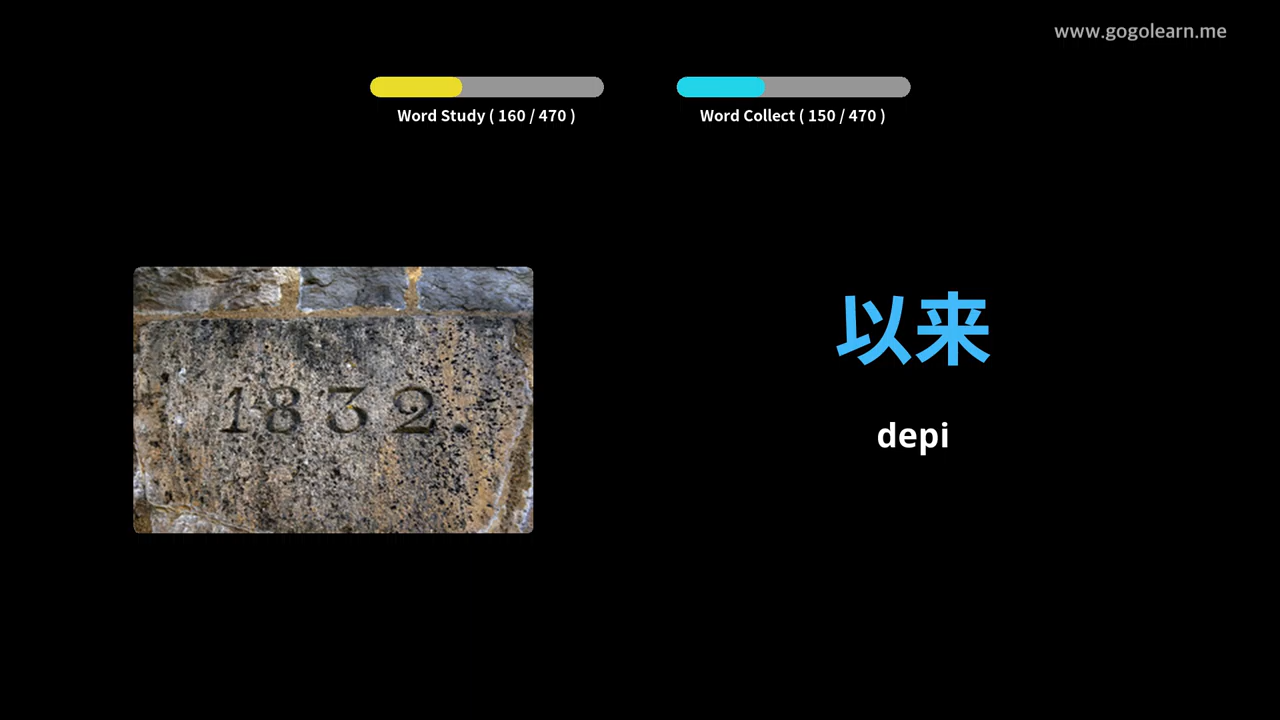 www.gogolearn.me
Word Study ( 160 / 470 )
Word Collect ( 150 / 470 )
1832.
以来
depi